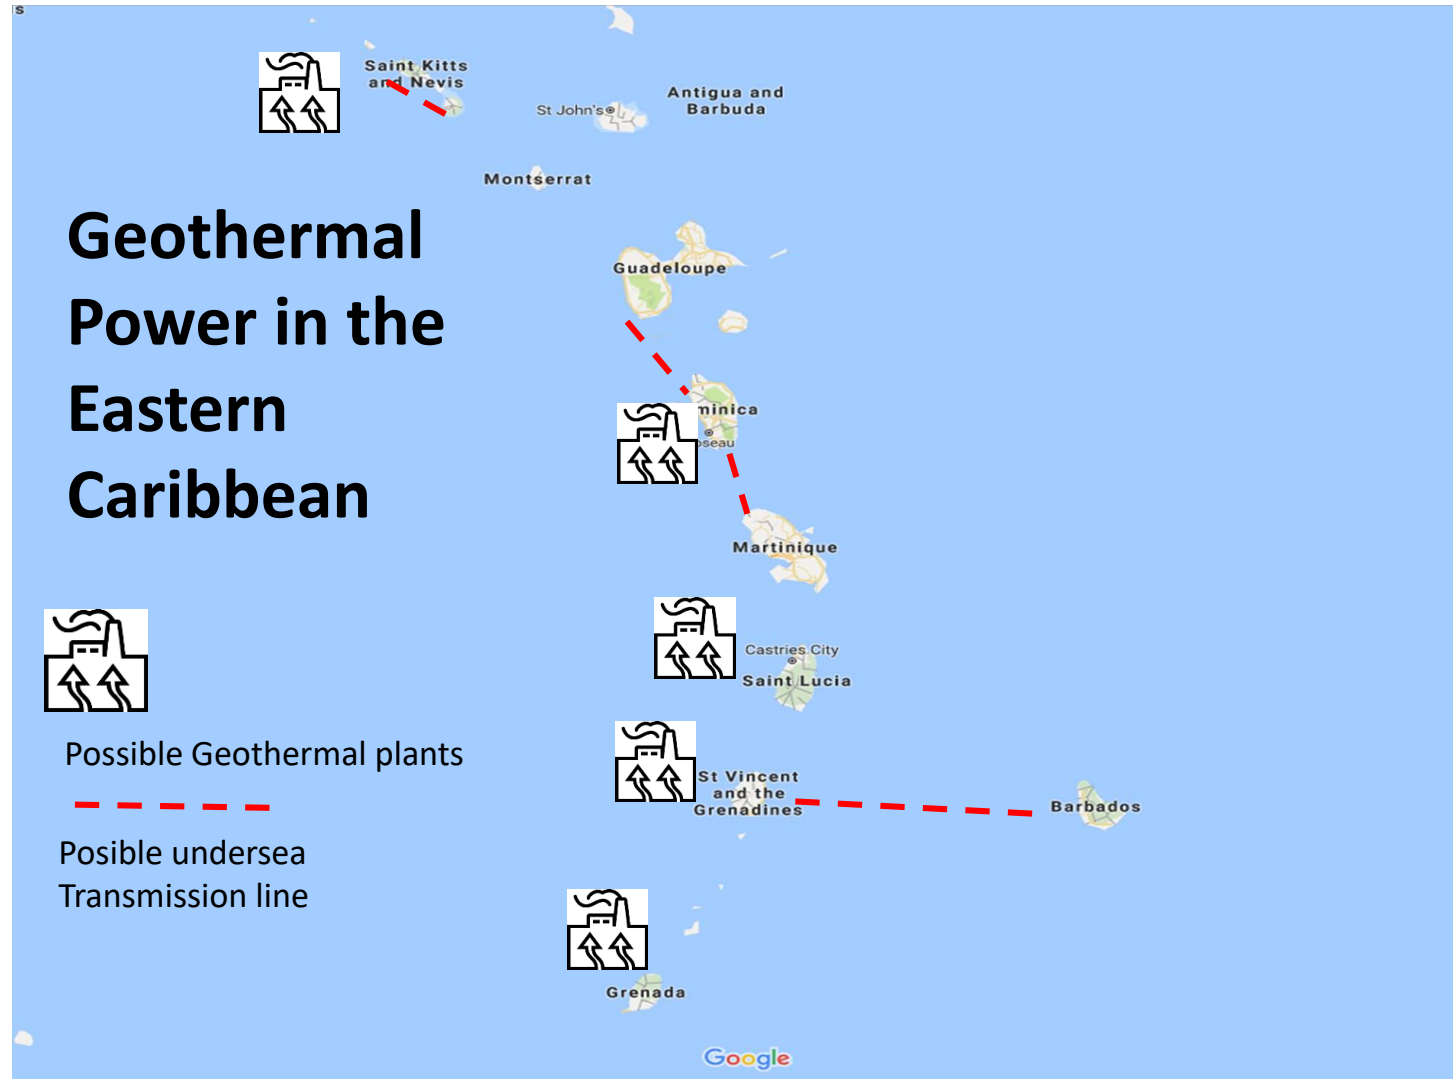 s
Saint Kitts
and Nevis
Antigua and
Barbuda
St John's
Montserrat
Geothermal
Power in the
Eastern
Caribbean
Guadeloupe
minica
oseau
Martinique
Castries City
Saint Lucia
Possible Geothermal plants
St Vincent
and the
Grenadines
Barbados
Posible undersea
Transmission line
Grenada
Google